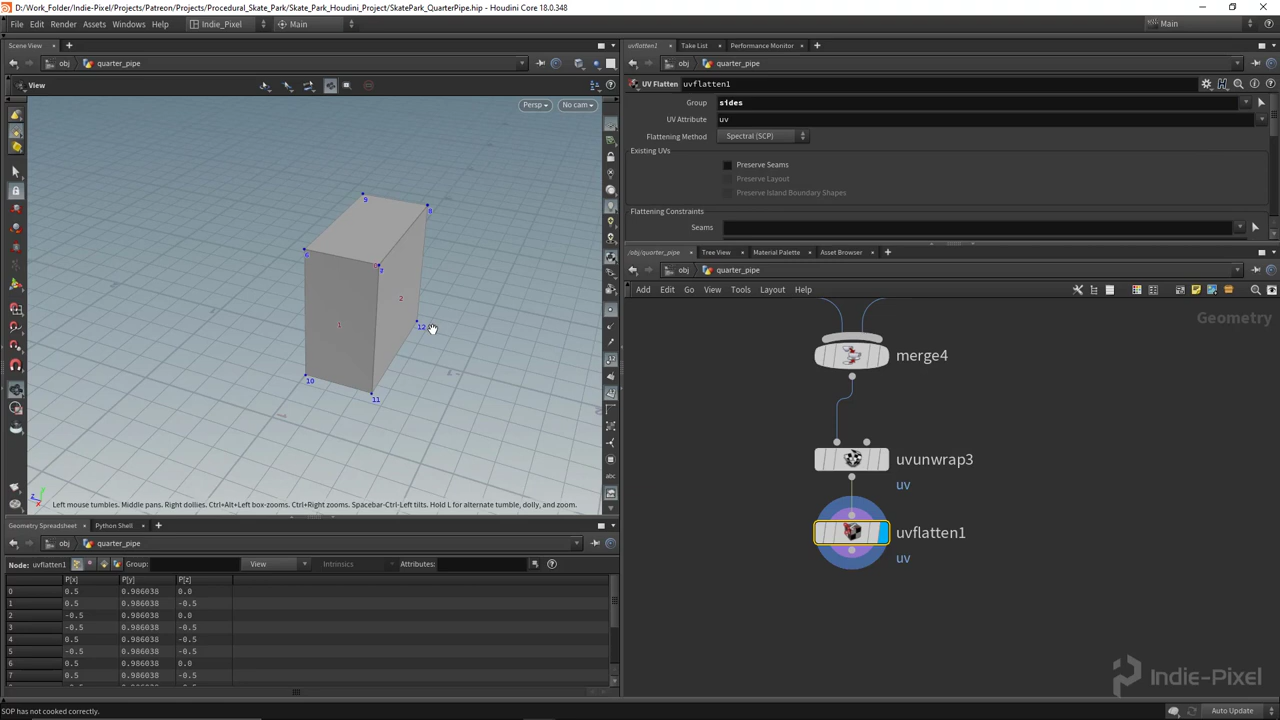 D:\Work_Folder/Indie-Pixel/Projects/Patreon/Projects/Procedural_Skate_Park/Skate_Park_Houdini_Project/SkatePark_QuarterPipe.hip - Houdini Core 18.0.348
File Edit Render Assets Windows Help Indie_Pixel Main Main
Scene View
obj quarter_pipe
View
Persp No cam
9
8
6
2
1
12
10
11
Left mouse tumbles. Middle pans. Right dollies. Ctrl+Alt+Left box-zooms. Ctrl+Right zooms. Spacebar-Ctrl-Left tilts. Hold L for alternate tumble, dolly, and zoom.
Geometry Spreadsheet Python Shell
obj quarter_pipe
Node: uvflatten1 Group: View Intrinsics Attributes:
P[x] P[y] P[z]
0 0.5 0.986038 0.0
1 0.5 0.986038 -0.5
2 -0.5 0.986038 0.0
3 -0.5 0.986038 -0.5
4 0.5 0.986038 -0.5
5 -0.5 0.986038 -0.5
6 0.5 0.986038 0.0
7 0.5 0.986038 -0.5
SOP has not cooked correctly.
uvflatten1 Take List Performance Monitor
obj quarter_pipe
UV Flatten uvflatten1
Group sides
UV Attribute uv
Flattening Method Spectral (SCP)
Existing UVs
Preserve Seams
Preserve Layout
Preserve Island Boundary Shapes
Flattening Constraints
Seams
/obj/quarter_pipe Tree View Material Palette Asset Browser
obj quarter_pipe
Add Edit Go View Tools Layout Help
Geometry
merge4
uvunwrap3
uv
uvflatten1
uv
Indie-Pixel
Auto Update